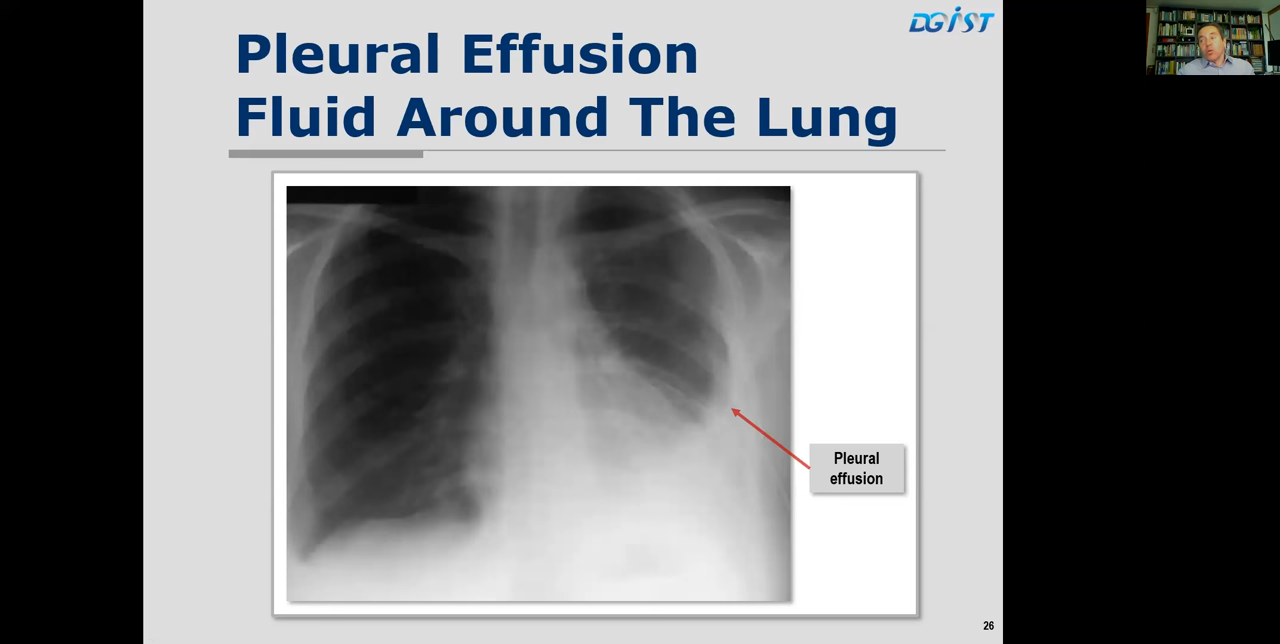 DGIST
Pleural Effusion
Fluid Around The Lung
Pleural
effusion
26